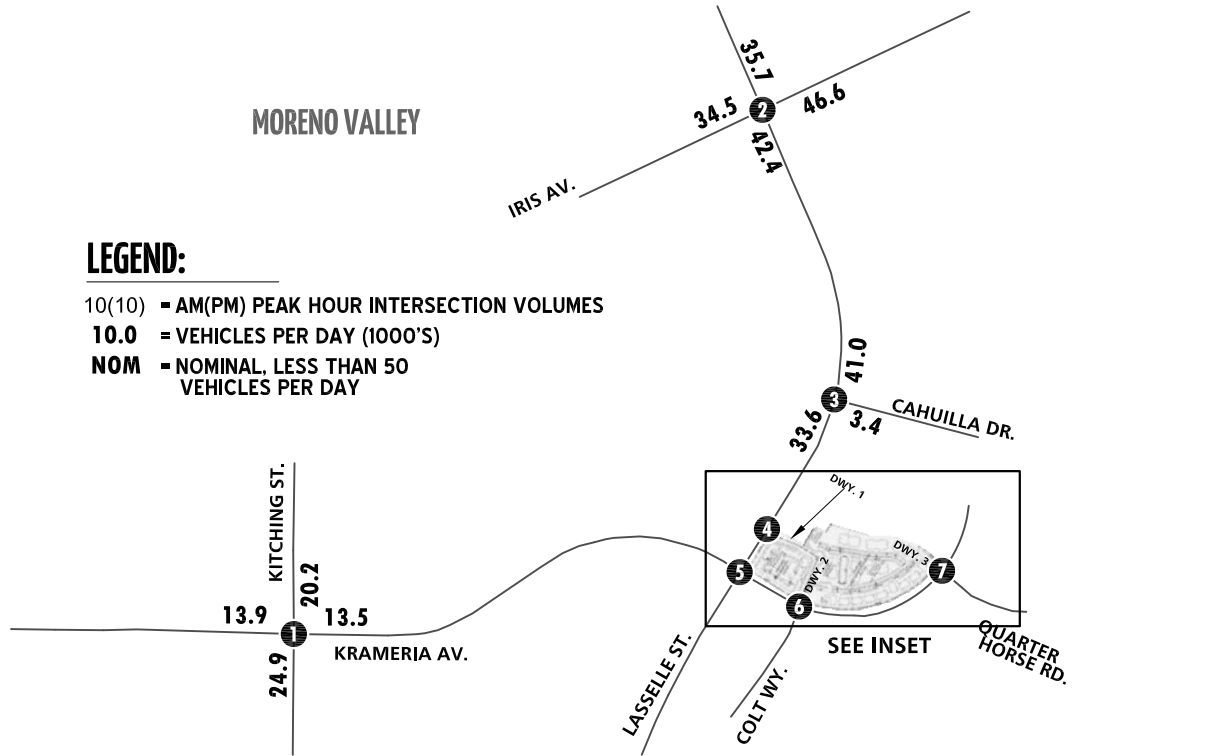 35.7
34.5
2
46.6
42.4
MORENO VALLEY
IRIS AV.
LEGEND:
10(10) = AM(PM) PEAK HOUR INTERSECTION VOLUMES
10.0 = VEHICLES PER DAY (1000'S)
NOM = NOMINAL, LESS THAN 50
VEHICLES PER DAY
41.0
3
CAHUILLA DR.
33.6
3.4
KITCHING ST.
20.2
13.9
13.5
1
KRAMERIA AV.
24.9
DWY. 1
4
DWY. 3
5
DWY. 2
7
6
SEE INSET
QUARTER
HORSE RD.
LASSELLE ST.
COLT WY.